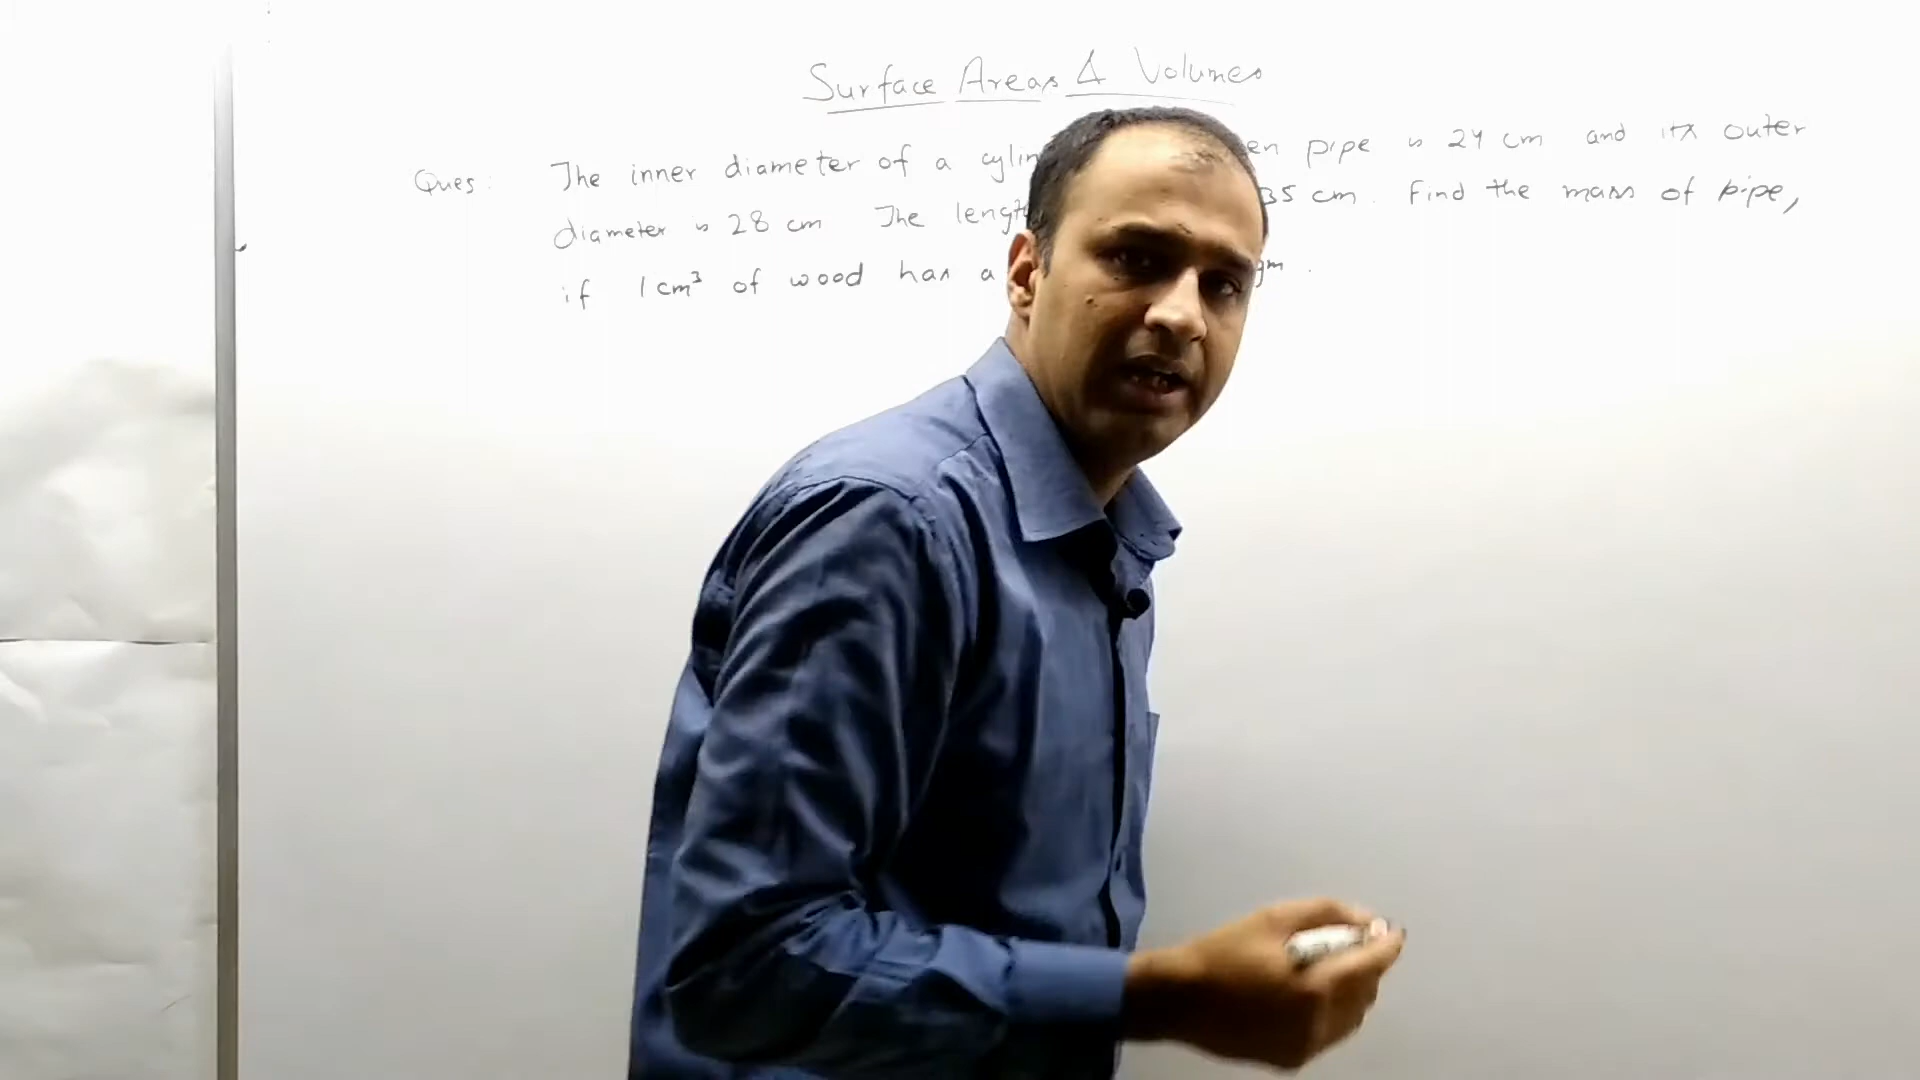 Surface Areas & Volumes
Ques: The inner diameter of a cylin en pipe is 24 cm and its outer
diameter is 28 cm The lengt 35 cm. Find the mass of pipe,
if 1 cm³ of wood has a gm.